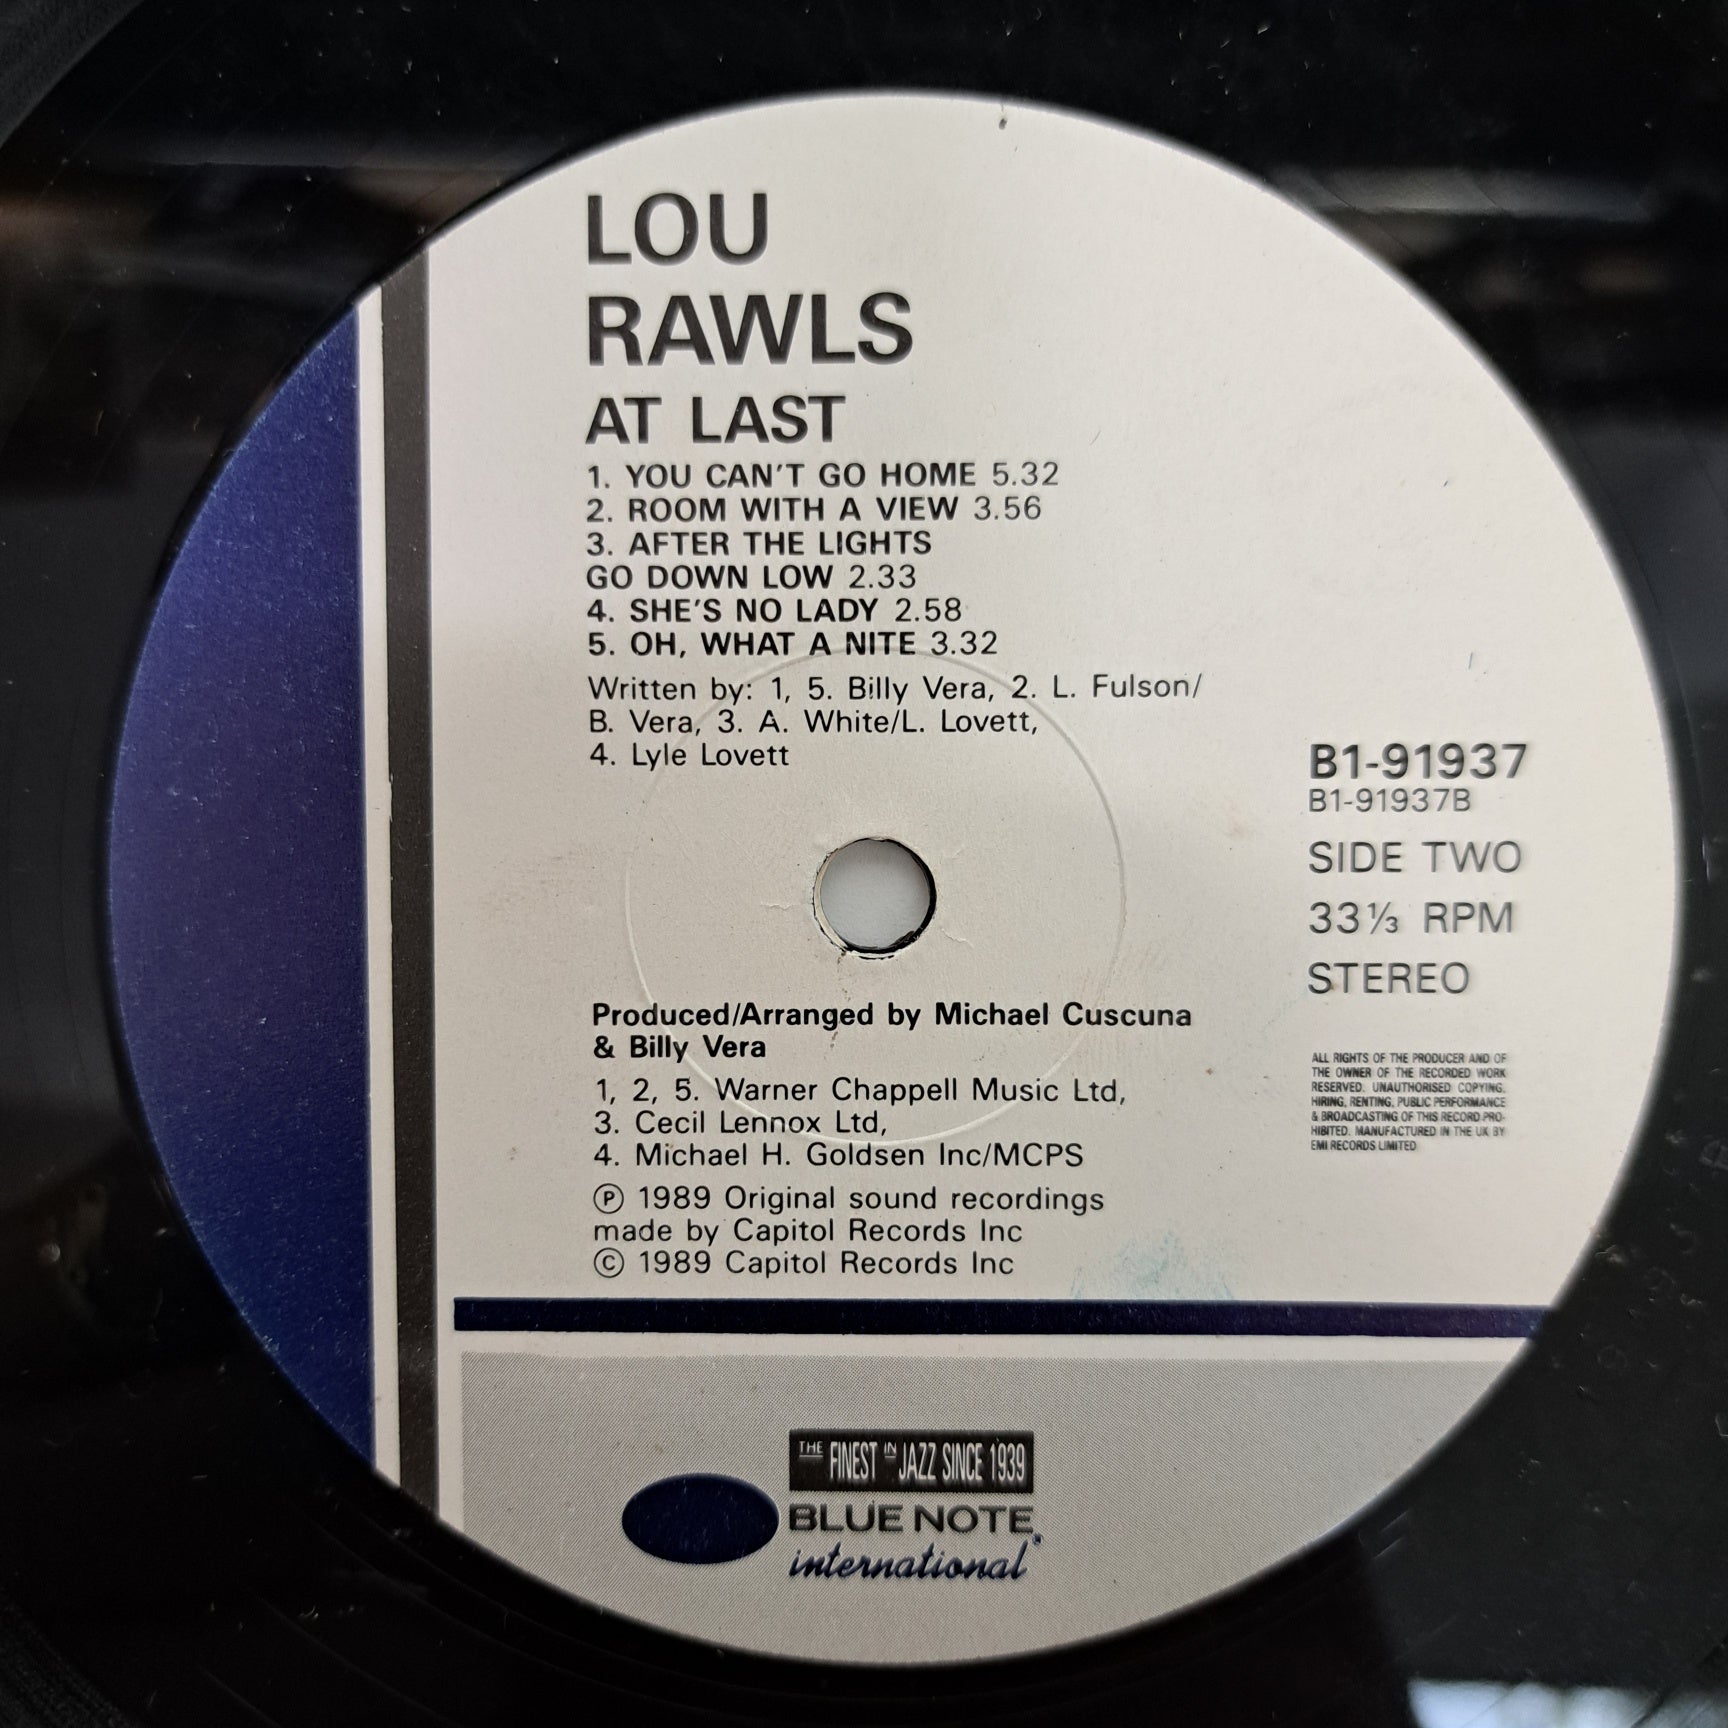 LOU
RAWLS
AT LAST
1. YOU CAN'T GO HOME 5.32
2. ROOM WITH A VIEW 3.56
3. AFTER THE LIGHTS
GO DOWN LOW 2.33
4. SHE'S NO LADY 2.58
5. OH, WHAT A NITE 3.32
Written by: 1, 5. Billy Vera, 2. L. Fulson/
B. Vera, 3. A. White/L. Lovett,
4. Lyle Lovett
B1-91937
B1-91937B
SIDE TWO
33⅓ RPM
STEREO
Produced/Arranged by Michael Cuscuna
& Billy Vera
1, 2, 5. Warner Chappell Music Ltd,
3. Cecil Lennox Ltd,
4. Michael H. Goldsen Inc/MCPS
Ⓟ 1989 Original sound recordings
made by Capitol Records Inc
© 1989 Capitol Records Inc
ALL RIGHTS OF THE PRODUCER AND OF
THE OWNER OF THE RECORDED WORK
RESERVED. UNAUTHORISED COPYING,
HIRING, RENTING, PUBLIC PERFORMANCE
& BROADCASTING OF THIS RECORD PRO-
HIBITED. MANUFACTURED IN THE UK BY
EMI RECORDS LIMITED
THE FINEST IN JAZZ SINCE 1939
BLUE NOTE
international